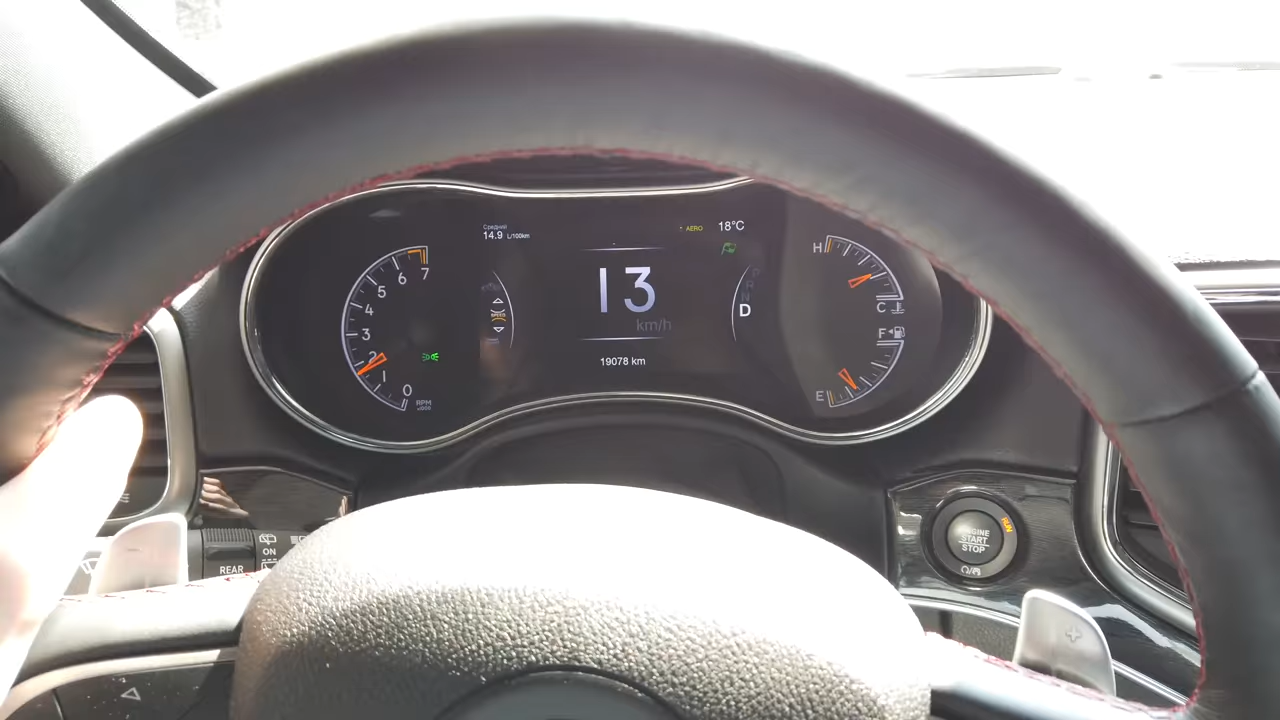 Средний
14.9 L/100km
AERO 18°C
7
6
5
4
3
2
1
0
RPM
SPEED
13
km/h
19078 km
P
R
N
D
H
C
F
E
REAR
ON
ENGINE
START
STOP
RUN
+